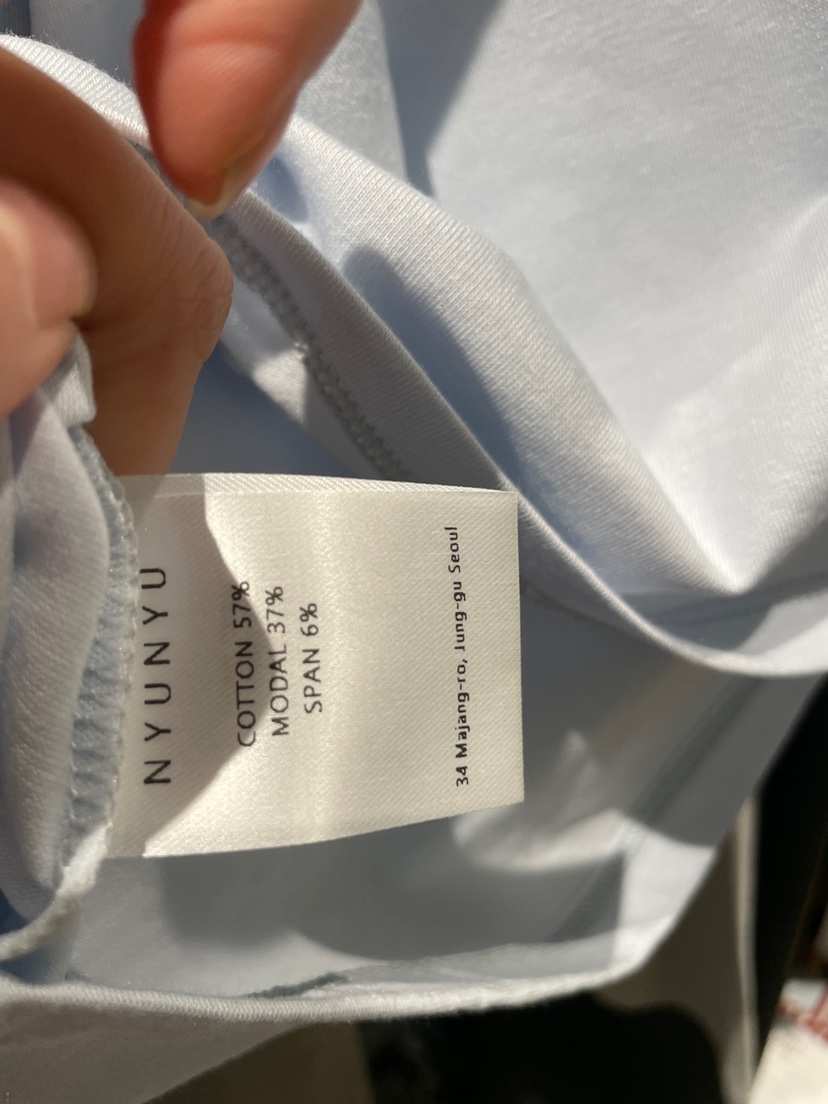 NYUNYU
COTTON 57%
MODAL 37%
SPAN 6%
34 Majang-ro, Jung-gu Seoul